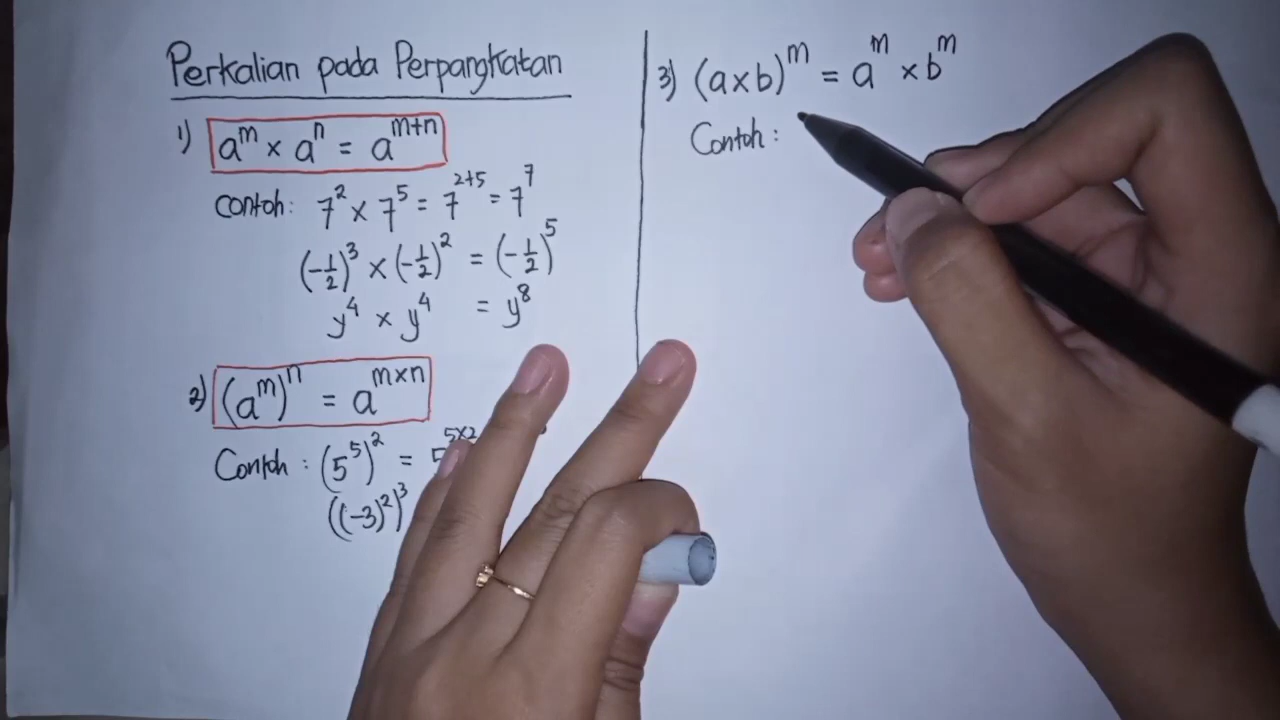 Perkalian pada Perpangkatan
1) a^m × a^n = a^{m+n}
Contoh: 7^2 × 7^5 = 7^{2+5} = 7^7
(-1/2)^3 × (-1/2)^2 = (-1/2)^5
y^4 × y^4 = y^8
2) (a^m)^n = a^{m×n}
Contoh : (5^5)^2 = 5^{5×2}
((-3)^2)^3
3) (a×b)^m = a^m × b^m
Contoh :